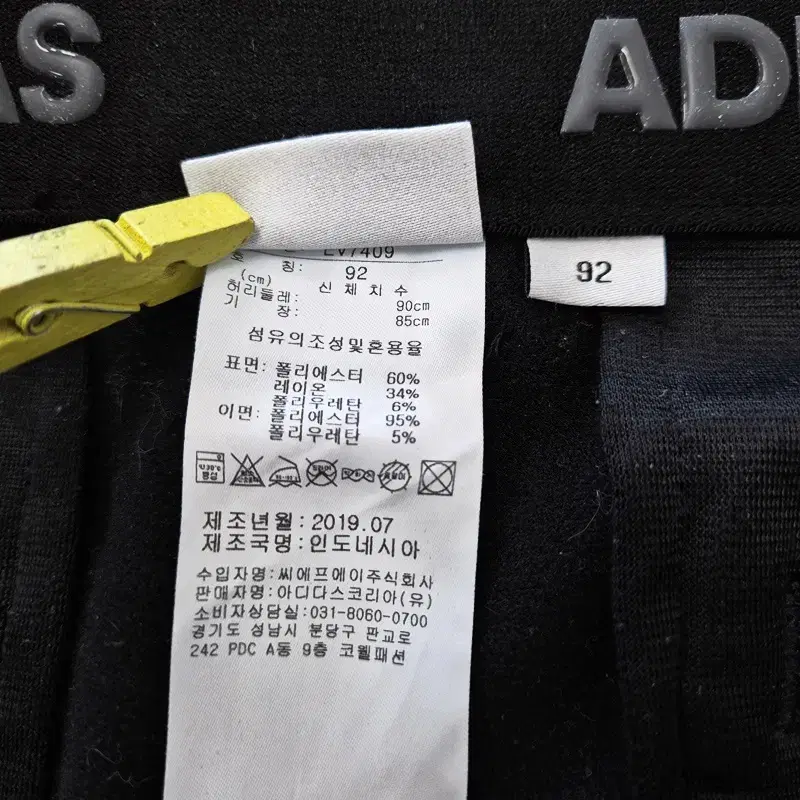 AS
AD
EV7409
호 칭: 92
(cm) 신 체 치 수
허리둘레: 90cm
기 장: 85cm
섬유의조성및혼용율
표면: 폴리에스터 60%
레이온 34%
폴리우레탄 6%
이면: 폴리에스터 95%
폴리우레탄 5%
제조년월: 2019.07
제조국명: 인도네시아
수입자명: 씨에프에이주식회사
판매자명: 아디다스코리아(유)
소비자상담실: 031-8060-0700
경기도 성남시 분당구 판교로
242 PDC A동 9층 코웰패션
92